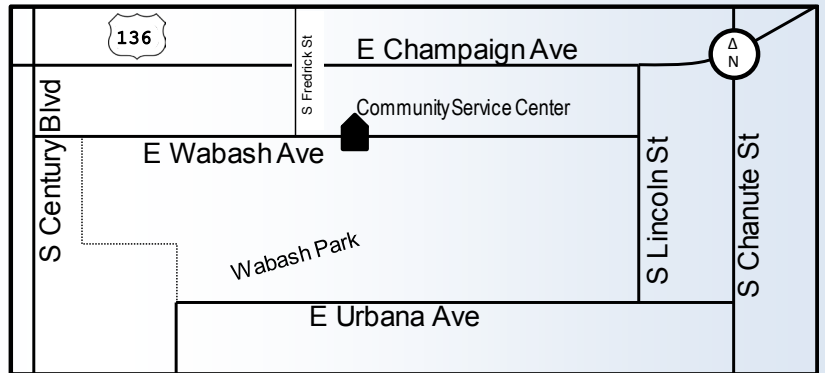 136
S Fredrick St
E Champaign Ave
Δ
N
Community Service Center
S Century Blvd
E Wabash Ave
S Lincoln St
S Chanute St
Wabash Park
E Urbana Ave